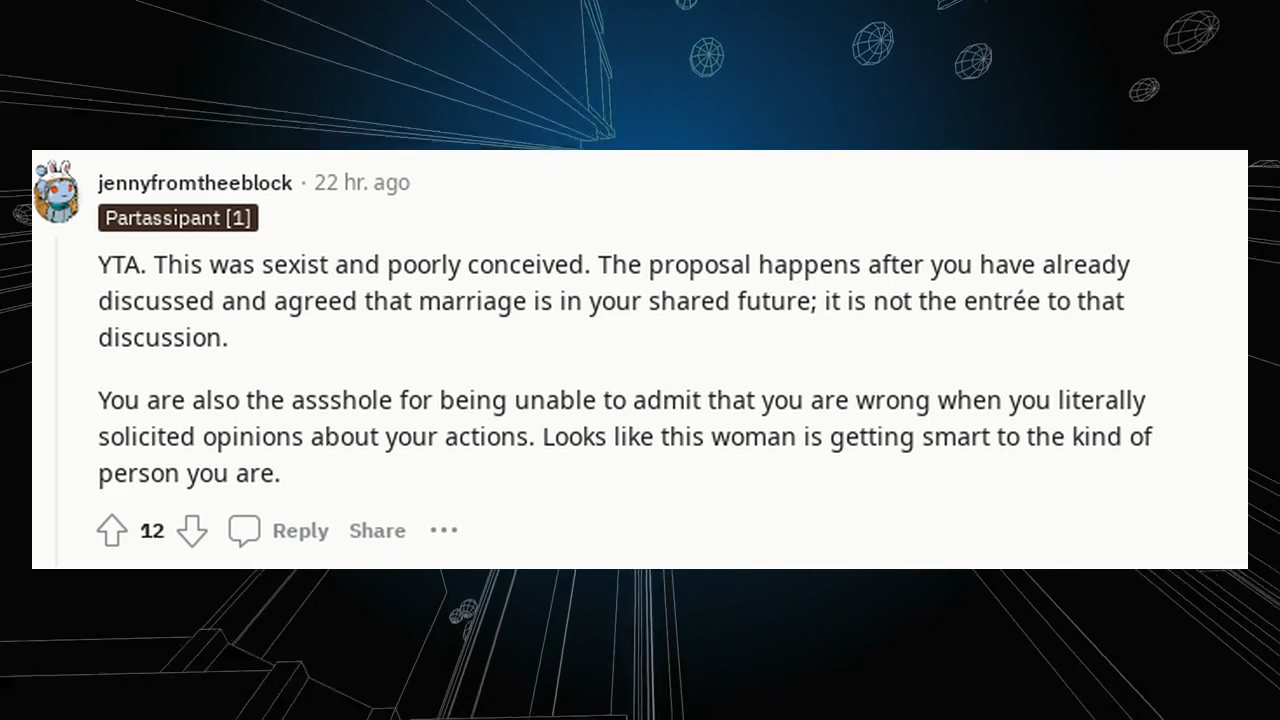 jennyfromtheeblock · 22 hr. ago
Partassipant [1]
YTA. This was sexist and poorly conceived. The proposal happens after you have already
discussed and agreed that marriage is in your shared future; it is not the entrée to that
discussion.
You are also the assshole for being unable to admit that you are wrong when you literally
solicited opinions about your actions. Looks like this woman is getting smart to the kind of
person you are.
12 Reply Share ···